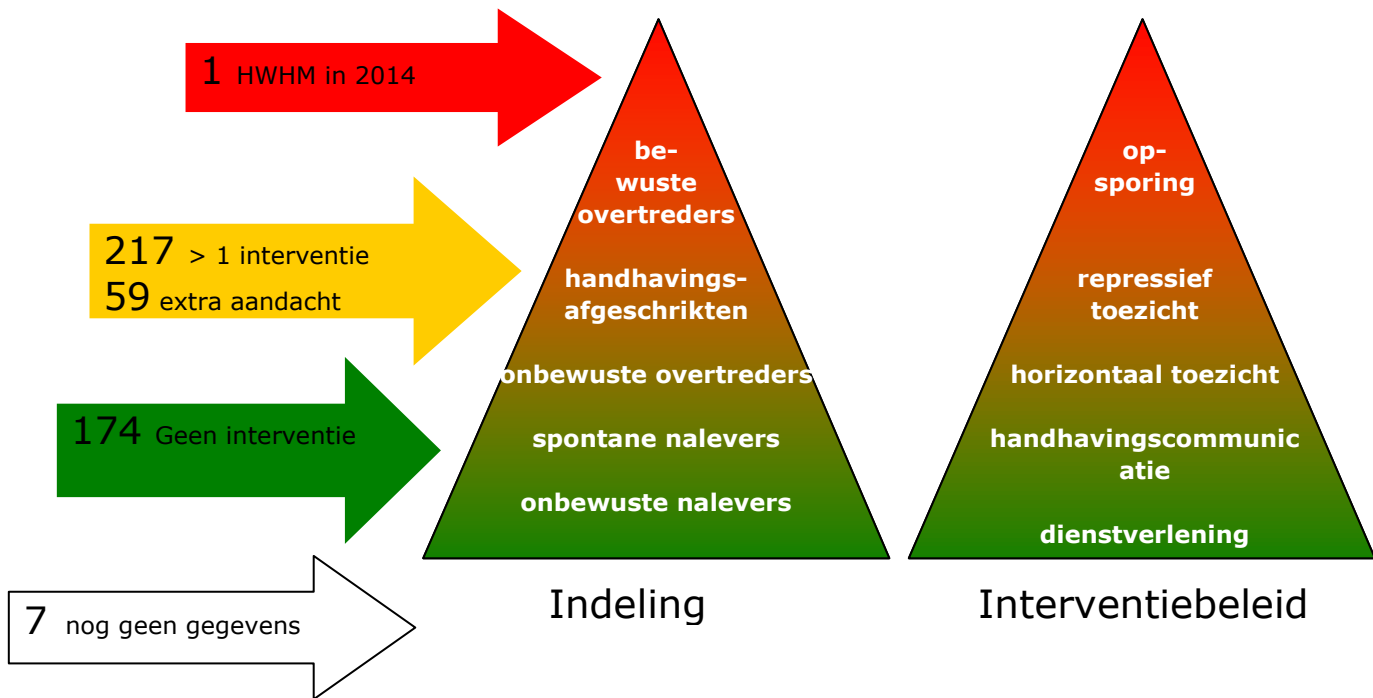 1 HWHM in 2014
217 > 1 interventie
59 extra aandacht
174 Geen interventie
7 nog geen gegevens
be-
wuste
overtreders
handhavings-
afgeschrikten
onbewuste overtreders
spontane nalevers
onbewuste nalevers
Indeling
op-
sporing
repressief
toezicht
horizontaal toezicht
handhavingscommunic
atie
dienstverlening
Interventiebeleid